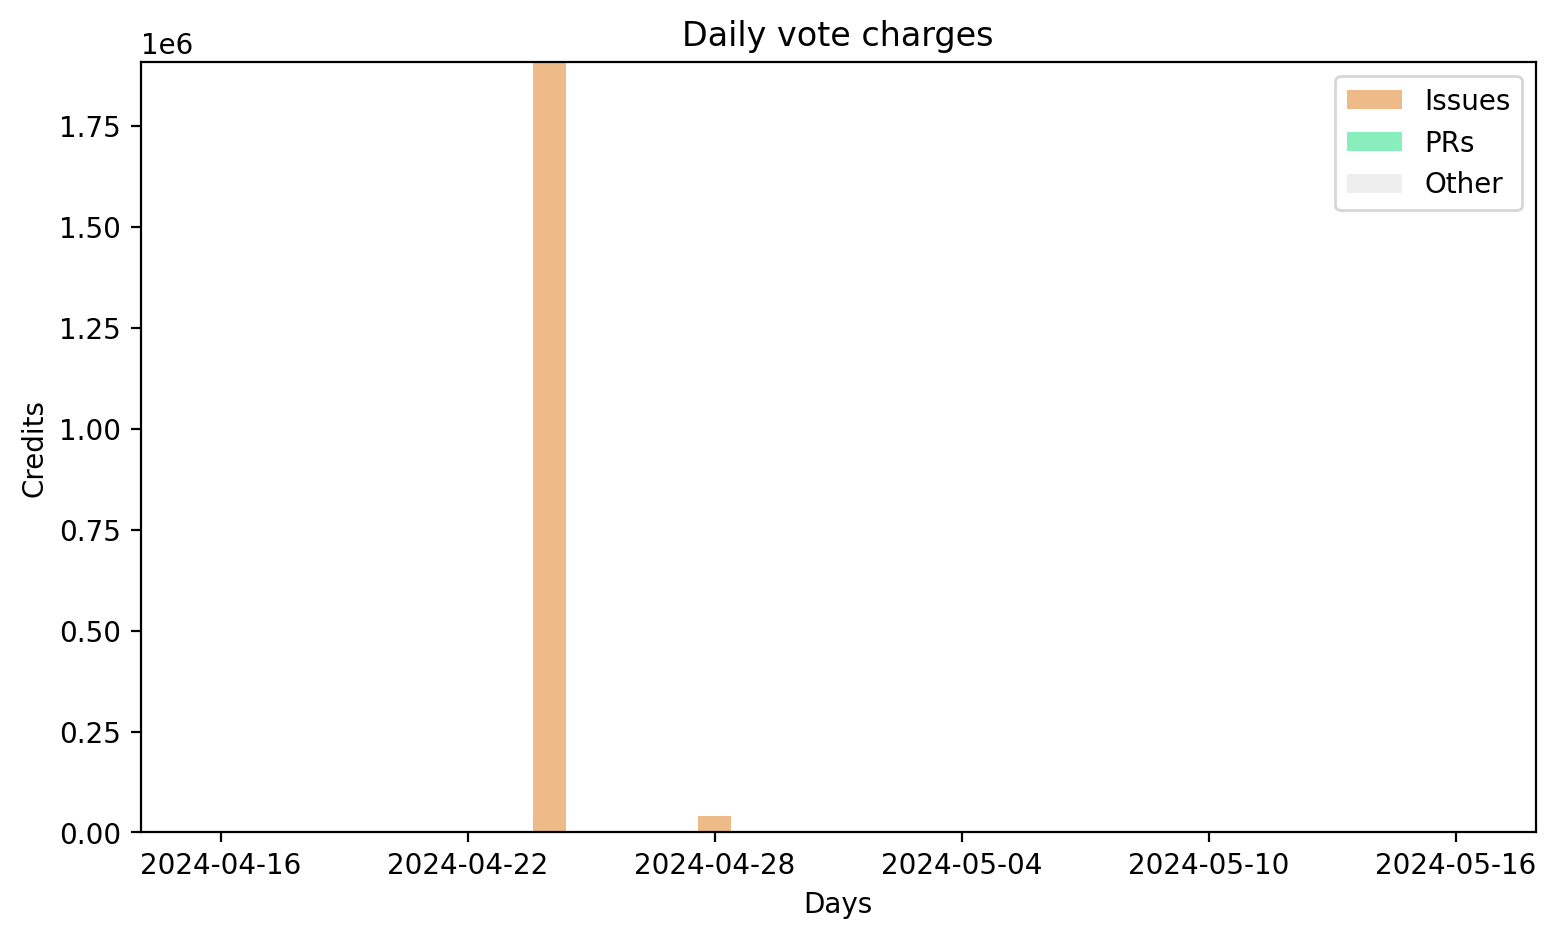 Daily vote charges
1e6
1.75
1.50
1.25
1.00
0.75
0.50
0.25
0.00
Credits
Issues
PRs
Other
2024-04-16 2024-04-22 2024-04-28 2024-05-04 2024-05-10 2024-05-16
Days